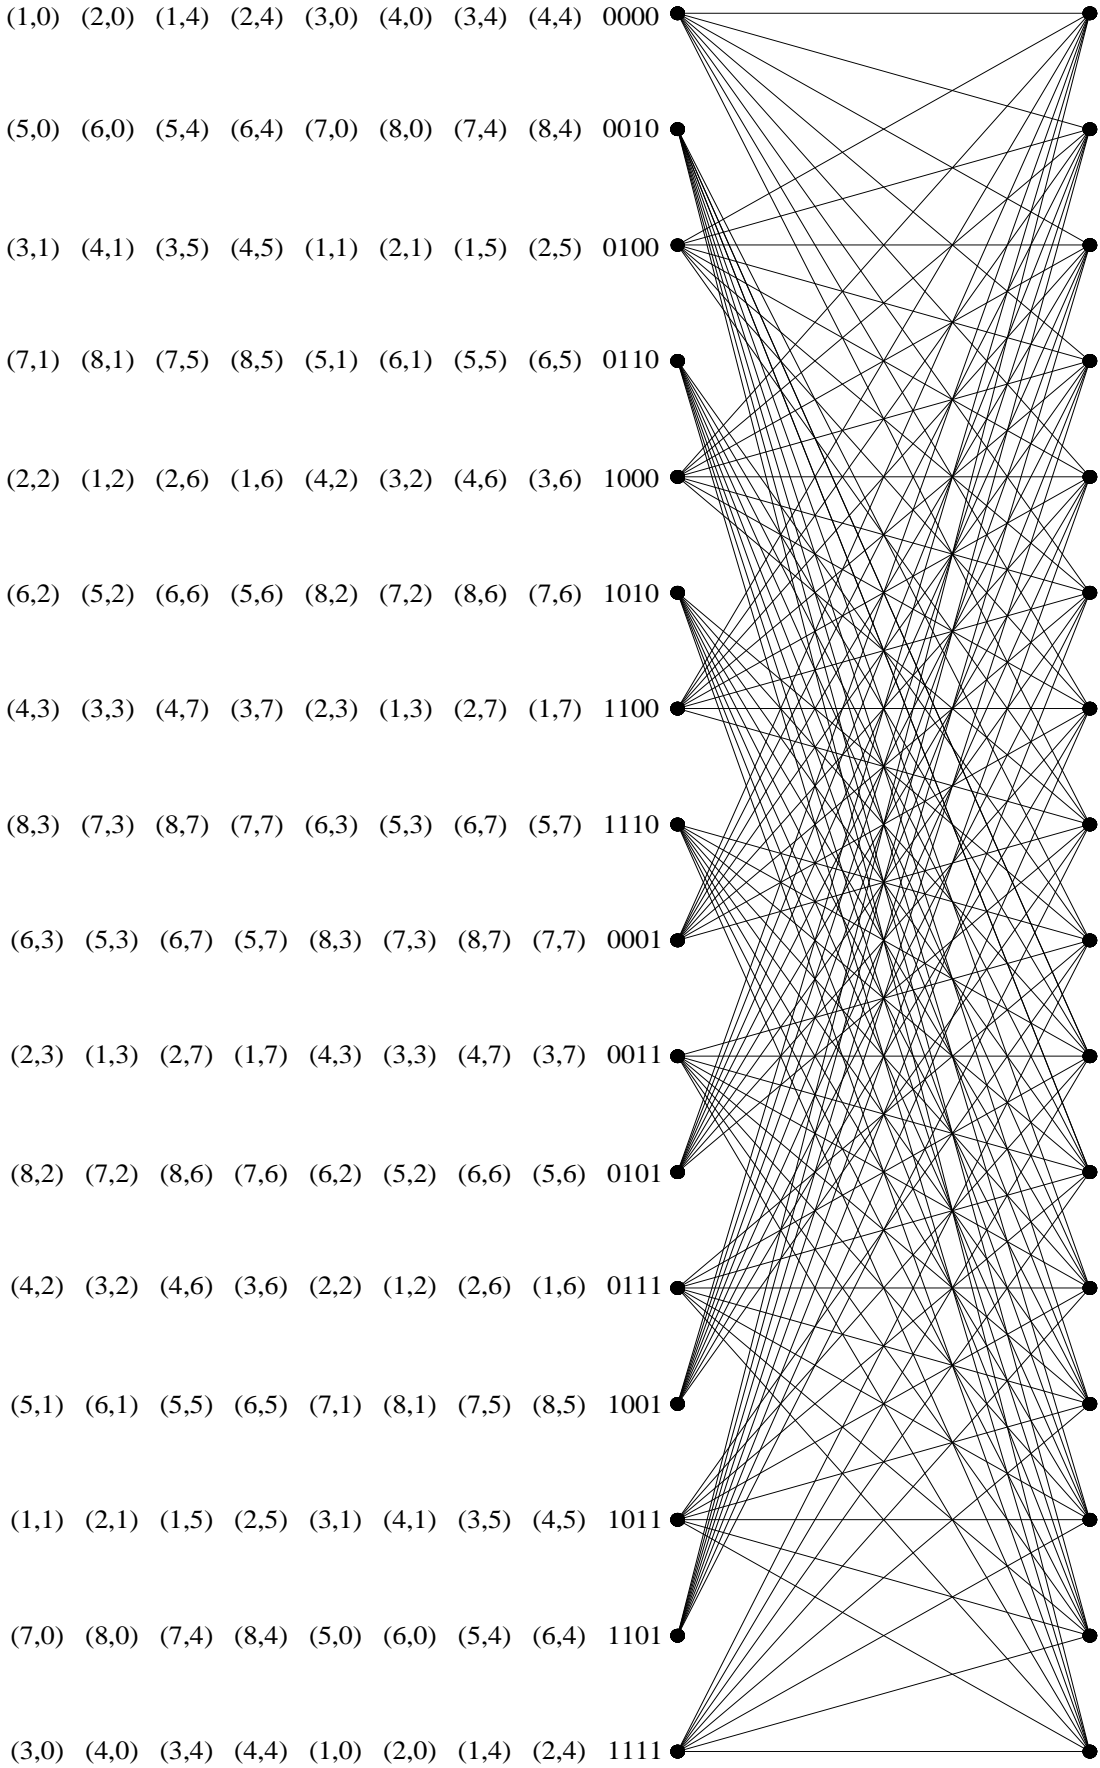 (1,0) (2,0) (1,4) (2,4) (3,0) (4,0) (3,4) (4,4) 0000
(5,0) (6,0) (5,4) (6,4) (7,0) (8,0) (7,4) (8,4) 0010
(3,1) (4,1) (3,5) (4,5) (1,1) (2,1) (1,5) (2,5) 0100
(7,1) (8,1) (7,5) (8,5) (5,1) (6,1) (5,5) (6,5) 0110
(2,2) (1,2) (2,6) (1,6) (4,2) (3,2) (4,6) (3,6) 1000
(6,2) (5,2) (6,6) (5,6) (8,2) (7,2) (8,6) (7,6) 1010
(4,3) (3,3) (4,7) (3,7) (2,3) (1,3) (2,7) (1,7) 1100
(8,3) (7,3) (8,7) (7,7) (6,3) (5,3) (6,7) (5,7) 1110
(6,3) (5,3) (6,7) (5,7) (8,3) (7,3) (8,7) (7,7) 0001
(2,3) (1,3) (2,7) (1,7) (4,3) (3,3) (4,7) (3,7) 0011
(8,2) (7,2) (8,6) (7,6) (6,2) (5,2) (6,6) (5,6) 0101
(4,2) (3,2) (4,6) (3,6) (2,2) (1,2) (2,6) (1,6) 0111
(5,1) (6,1) (5,5) (6,5) (7,1) (8,1) (7,5) (8,5) 1001
(1,1) (2,1) (1,5) (2,5) (3,1) (4,1) (3,5) (4,5) 1011
(7,0) (8,0) (7,4) (8,4) (5,0) (6,0) (5,4) (6,4) 1101
(3,0) (4,0) (3,4) (4,4) (1,0) (2,0) (1,4) (2,4) 1111